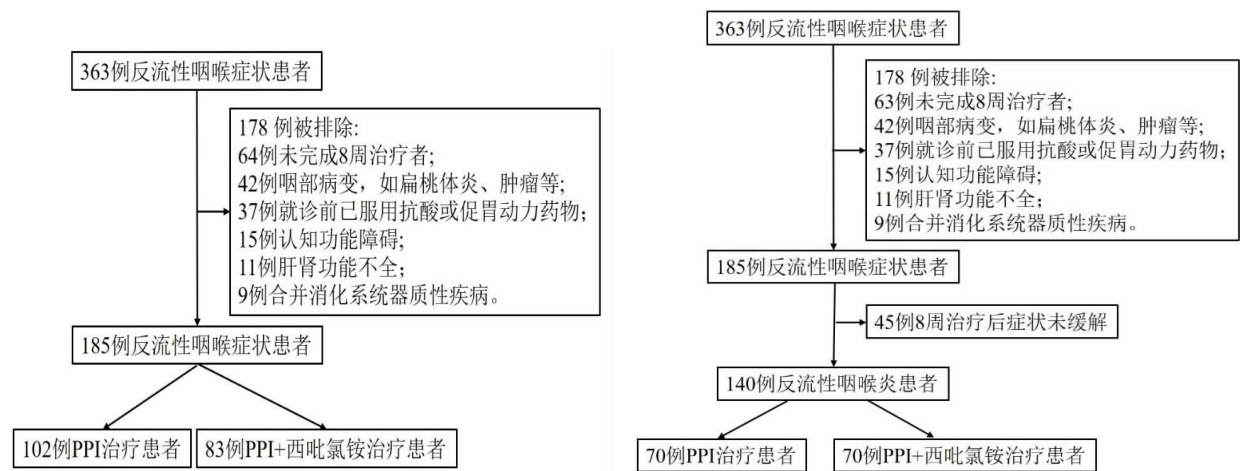 363例反流性咽喉症状患者
178 例被排除:
64例未完成8周治疗者;
42例咽部病变，如扁桃体炎、肿瘤等;
37例就诊前已服用抗酸或促胃动力药物;
15例认知功能障碍;
11例肝肾功能不全;
9例合并消化系统器质性疾病。
185例反流性咽喉症状患者
102例PPI治疗患者
83例PPI+西吡氯铵治疗患者
363例反流性咽喉症状患者
178 例被排除:
63例未完成8周治疗者;
42例咽部病变，如扁桃体炎、肿瘤等;
37例就诊前已服用抗酸或促胃动力药物;
15例认知功能障碍;
11例肝肾功能不全;
9例合并消化系统器质性疾病。
185例反流性咽喉症状患者
45例8周治疗后症状未缓解
140例反流性咽喉炎患者
70例PPI治疗患者
70例PPI+西吡氯铵治疗患者